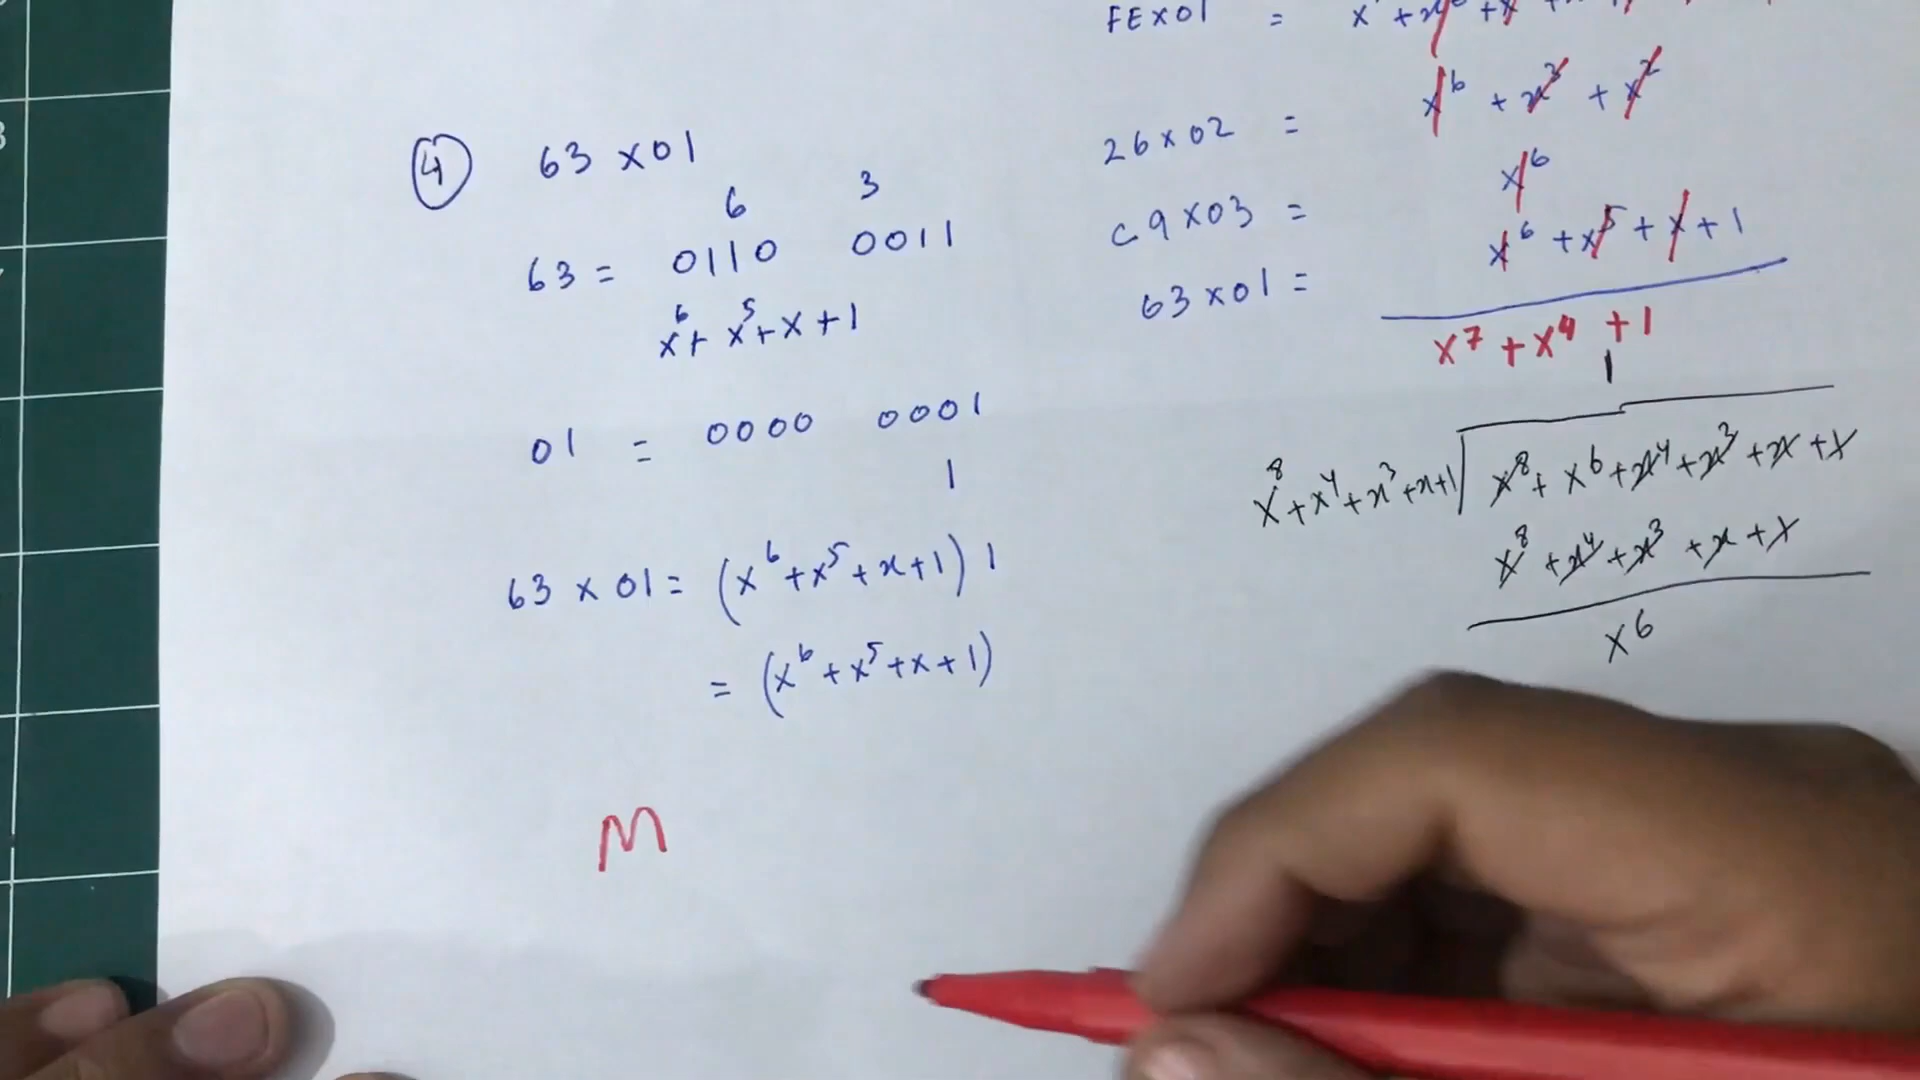 ④ 63 x 01
6 3
63 = 0110 0011
x⁶ + x⁵ + x + 1
01 = 0000 0001
1
63 x 01 = (x⁶ + x⁵ + x + 1) 1
= (x⁶ + x⁵ + x + 1)
M
FE x 01 =
26 x 02 = x⁶ + x³ + x²
C9 x 03 = x⁶
63 x 01 = x⁶ + x⁵ + x + 1
x⁷ + x⁴ + 1
1
x⁸ + x⁴ + x³ + x + 1 x⁸ + x⁶ + x⁴ + x³ + x + 1
x⁸ + x⁴ + x³ + x + 1
x⁶